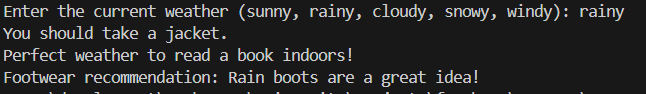 Enter the current weather (sunny, rainy, cloudy, snowy, windy): rainy
You should take a jacket.
Perfect weather to read a book indoors!
Footwear recommendation: Rain boots are a great idea!